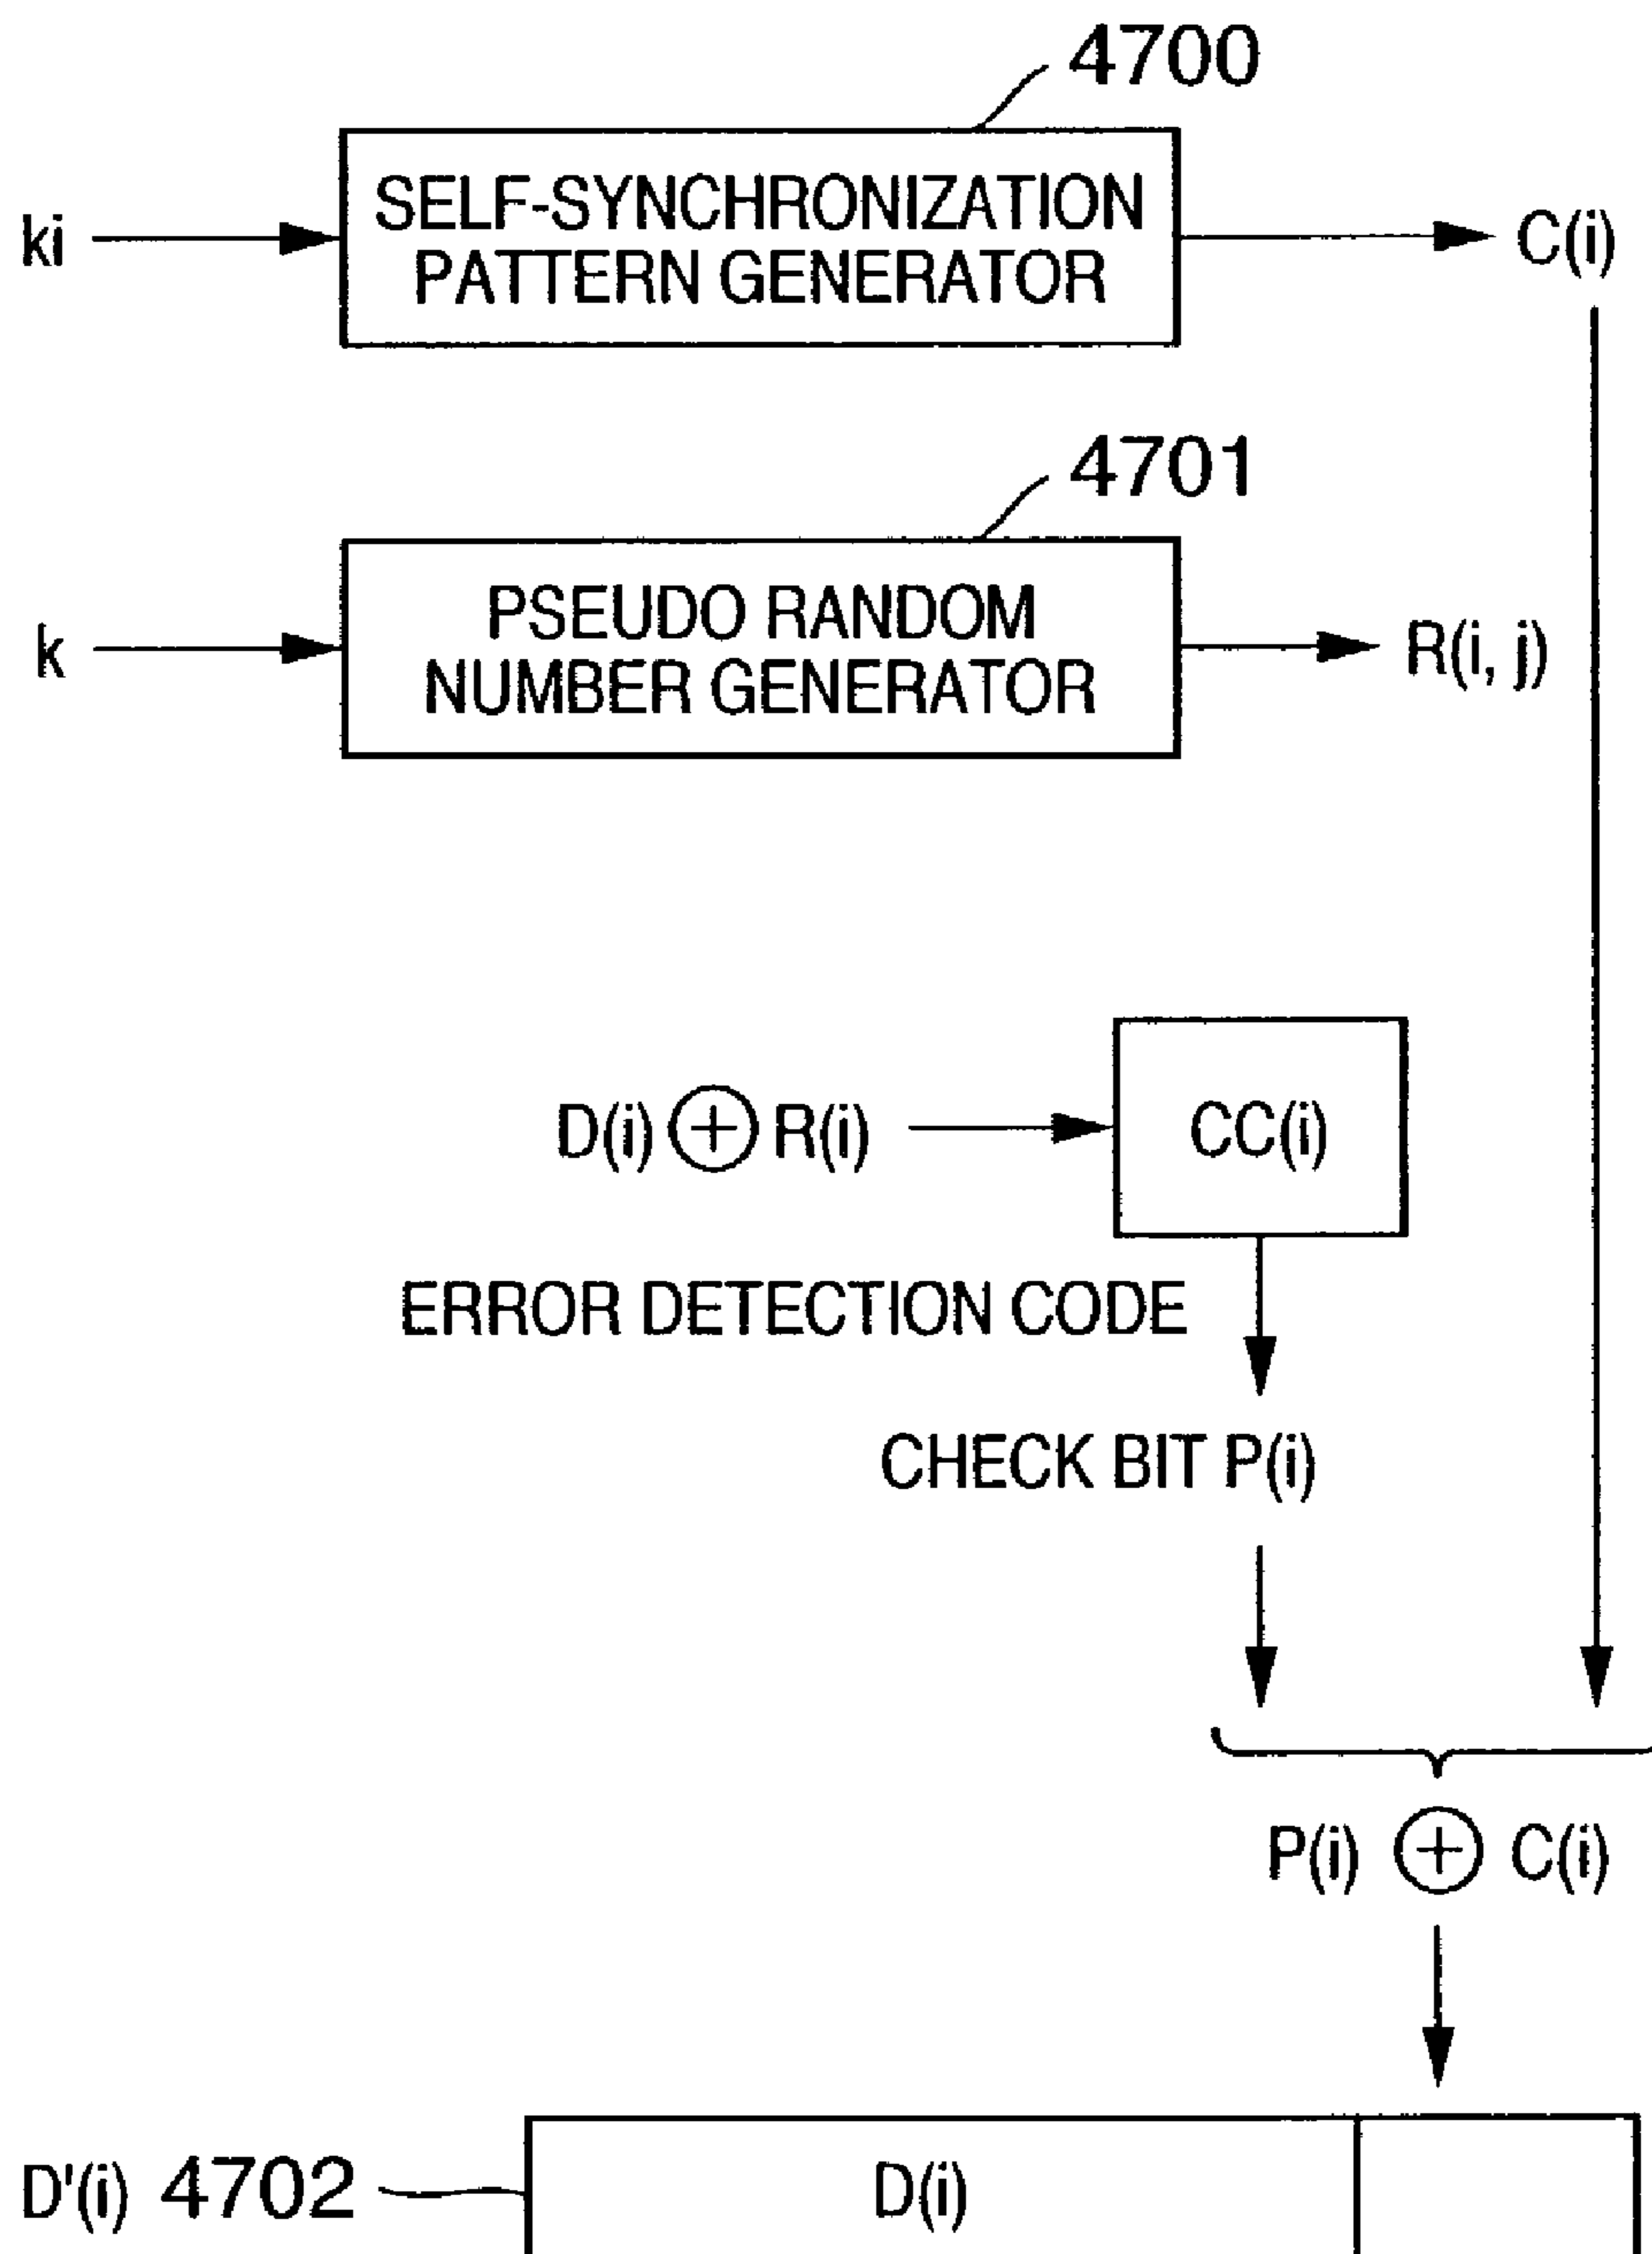 4700
SELF-SYNCHRONIZATION
PATTERN GENERATOR
ki
C(i)
4701
PSEUDO RANDOM
NUMBER GENERATOR
k
R(i, j)
D(i) ⊕ R(i)
CC(i)
ERROR DETECTION CODE
CHECK BIT P(i)
P(i) ⊕ C(i)
D'(i) 4702
D(i)